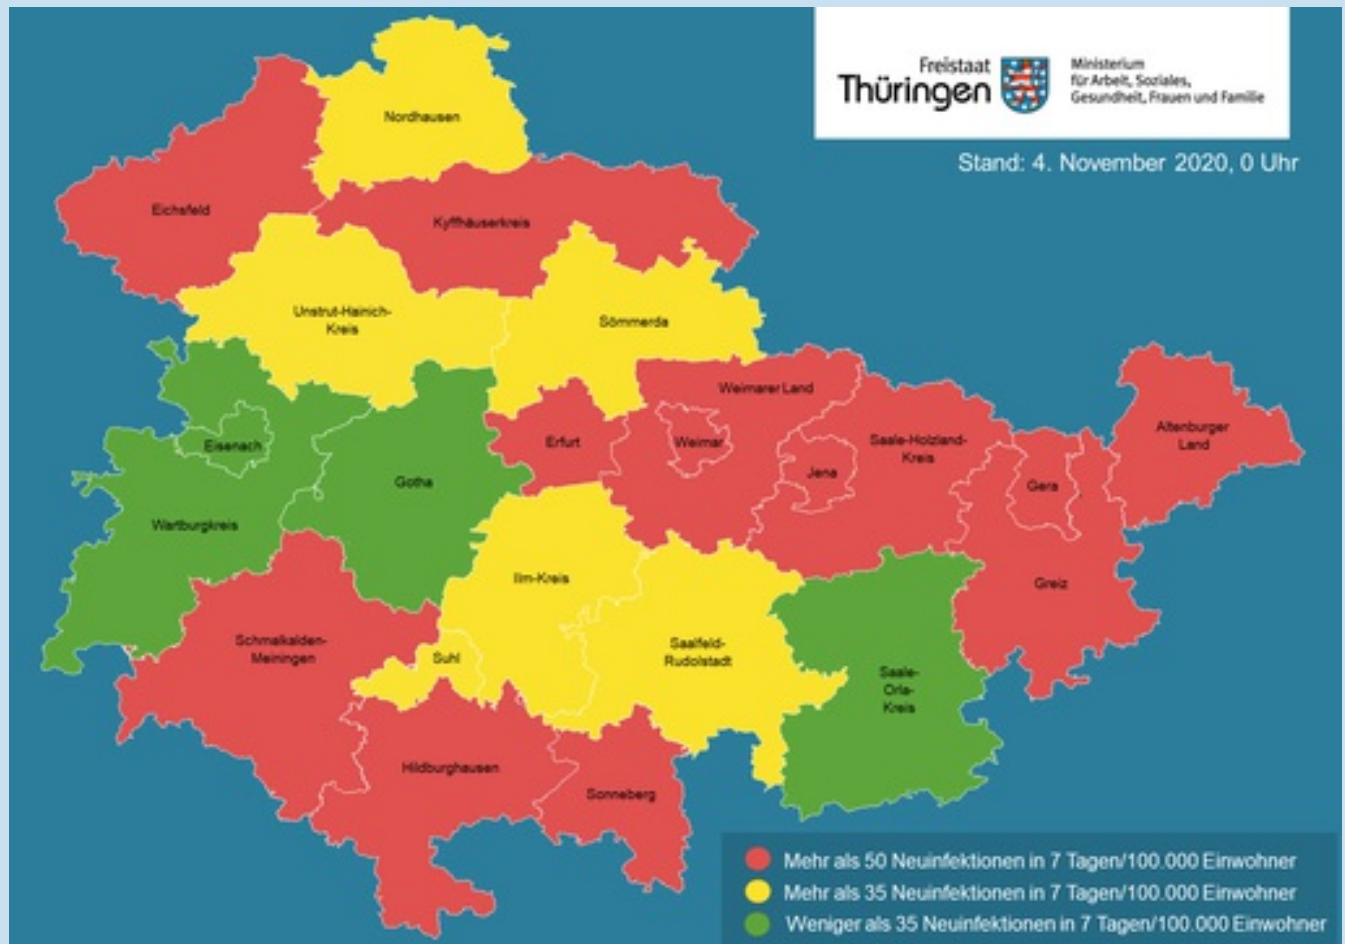 Freistaat
Thüringen
Ministerium
für Arbeit, Soziales,
Gesundheit, Frauen und Familie
Stand: 4. November 2020, 0 Uhr
Nordhausen
Eichsfeld
Kyffhäuserkreis
Unstrut-Hainich-
Kreis
Sömmerda
Weimarer Land
Altenburger
Land
Eisenach
Erfurt
Weimar
Saale-Holzland-
Kreis
Jena
Gera
Gotha
Wartburgkreis
Ilm-Kreis
Greiz
Schmalkalden-
Meiningen
Suhl
Saalfeld-
Rudolstadt
Saale-
Orla-
Kreis
Hildburghausen
Sonneberg
Mehr als 50 Neuinfektionen in 7 Tagen/100.000 Einwohner
Mehr als 35 Neuinfektionen in 7 Tagen/100.000 Einwohner
Weniger als 35 Neuinfektionen in 7 Tagen/100.000 Einwohner